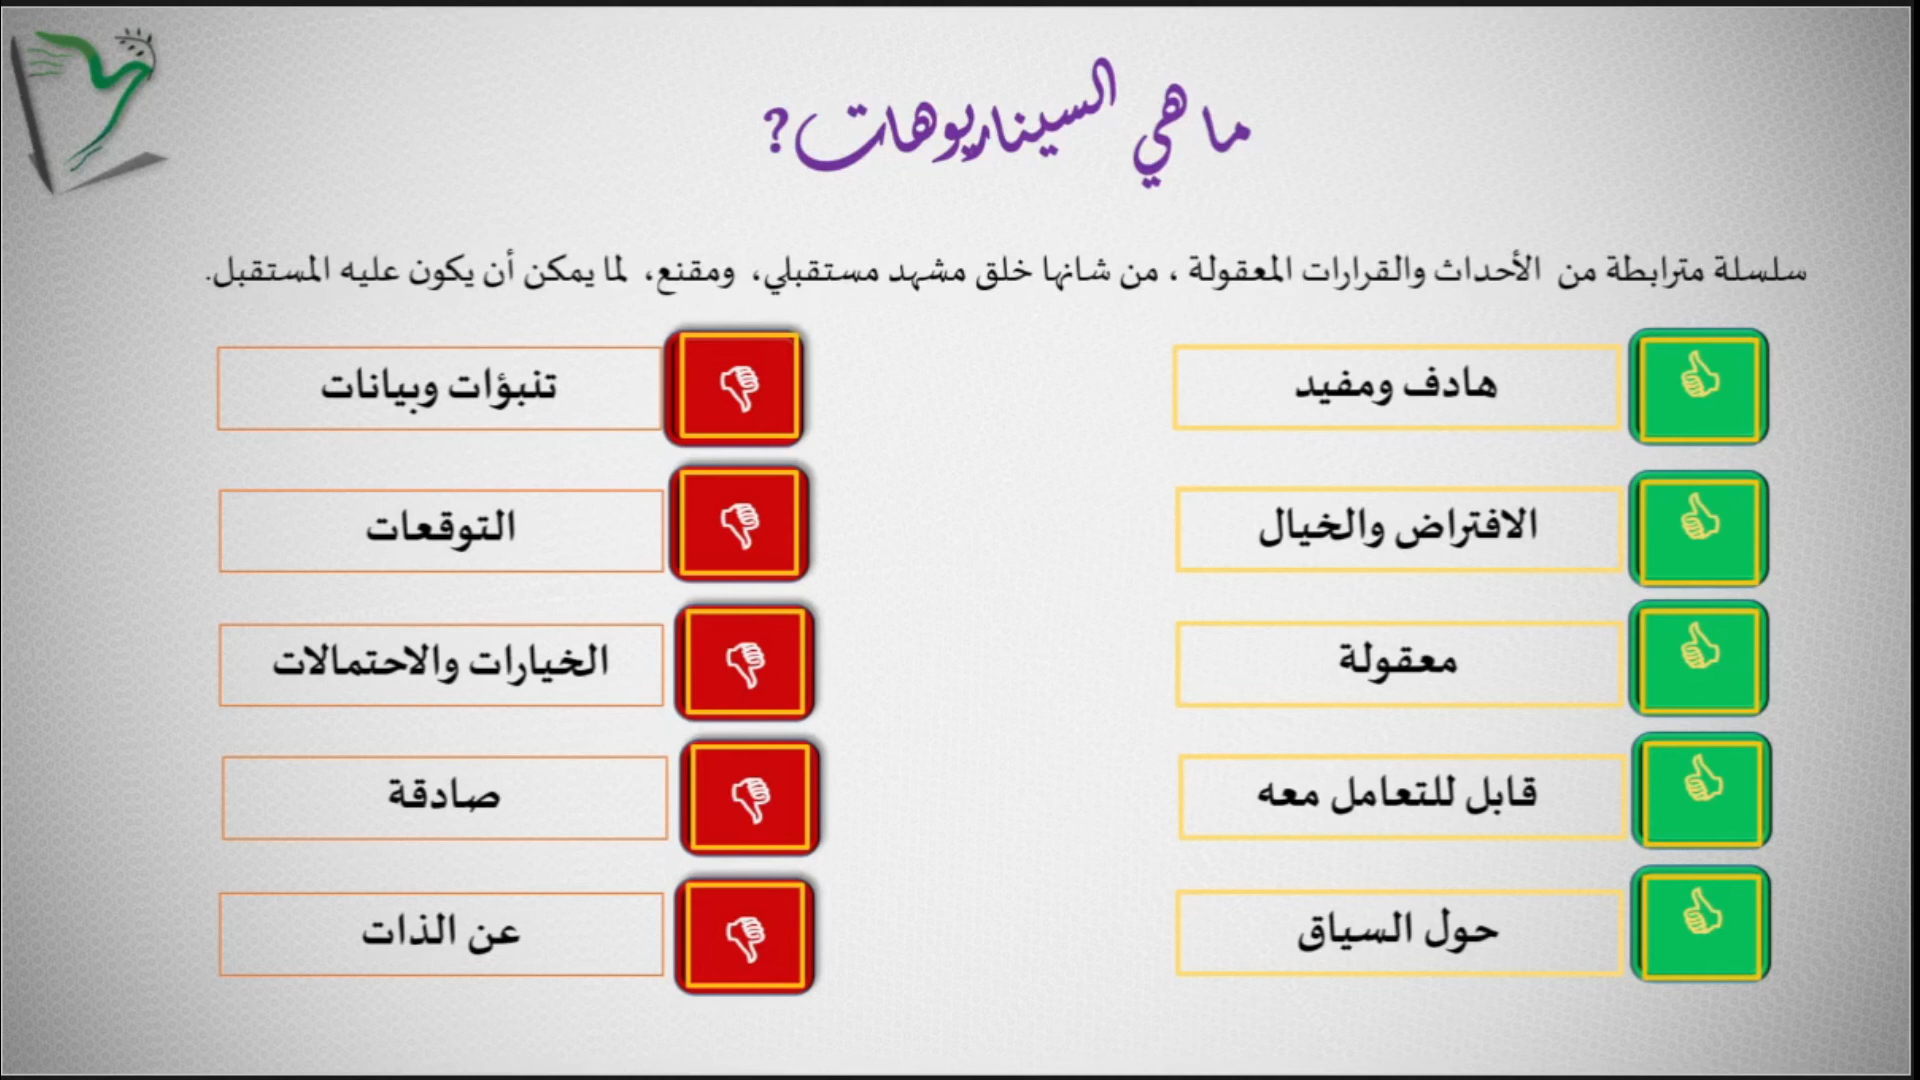 ما هي السيناريوهات?
سلسلة مترابطة من الأحداث والقرارات المعقولة ، من شانها خلق مشهد مستقبلي، ومقنع، لما يمكن أن يكون عليه المستقبل.
هادف ومفيد
تنبؤات وبيانات
الافتراض والخيال
التوقعات
معقولة
الخيارات والاحتمالات
قابل للتعامل معه
صادقة
حول السياق
عن الذات